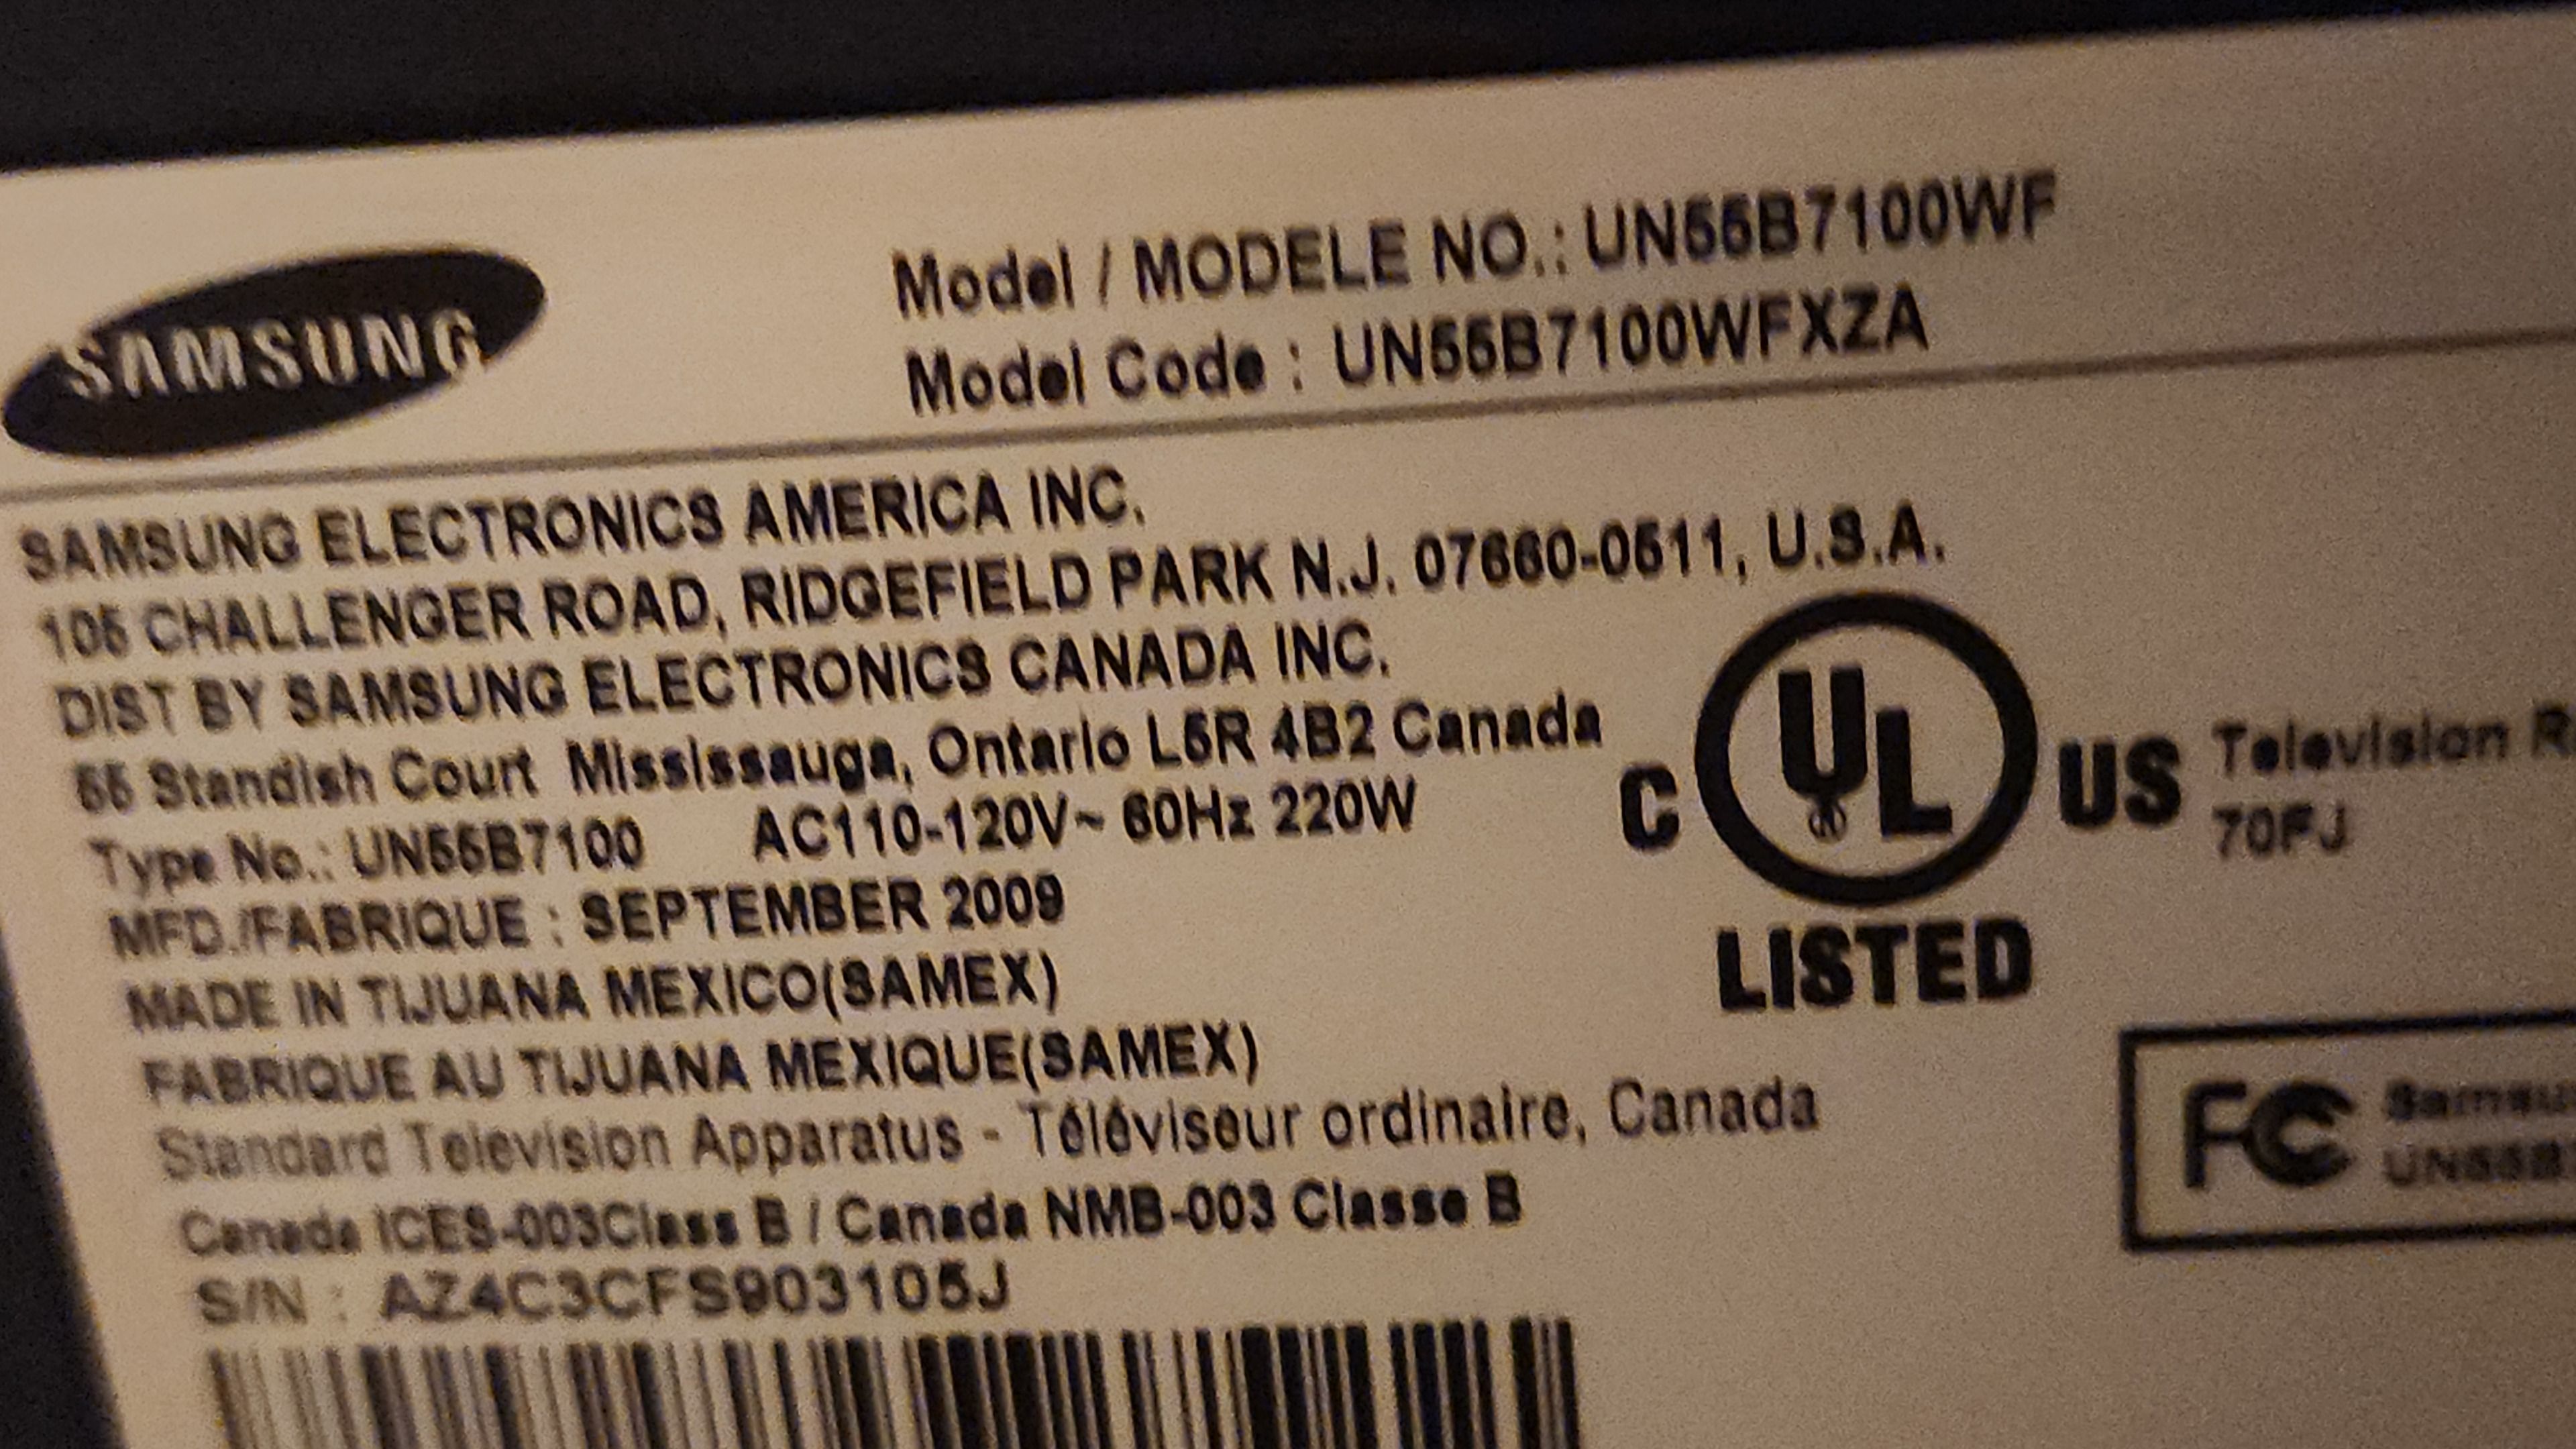 SAMSUNG
Model / MODELE NO.: UN55B7100WF
Model Code : UN55B7100WFXZA
SAMSUNG ELECTRONICS AMERICA INC.
105 CHALLENGER ROAD, RIDGEFIELD PARK N.J. 07660-0511, U.S.A.
DIST BY SAMSUNG ELECTRONICS CANADA INC.
55 Standish Court Mississauga, Ontario L5R 4B2 Canada
Type No.: UN55B7100 AC110-120V~ 60Hz 220W
MFD./FABRIQUE : SEPTEMBER 2009
MADE IN TIJUANA MEXICO(SAMEX)
FABRIQUE AU TIJUANA MEXIQUE(SAMEX)
Standard Television Apparatus - Téléviseur ordinaire, Canada
Canada ICES-003Class B / Canada NMB-003 Classe B
S/N : AZ4C3CFS903105J
C UL US
LISTED
Television R
70FJ
FC
Samsu
UN55B